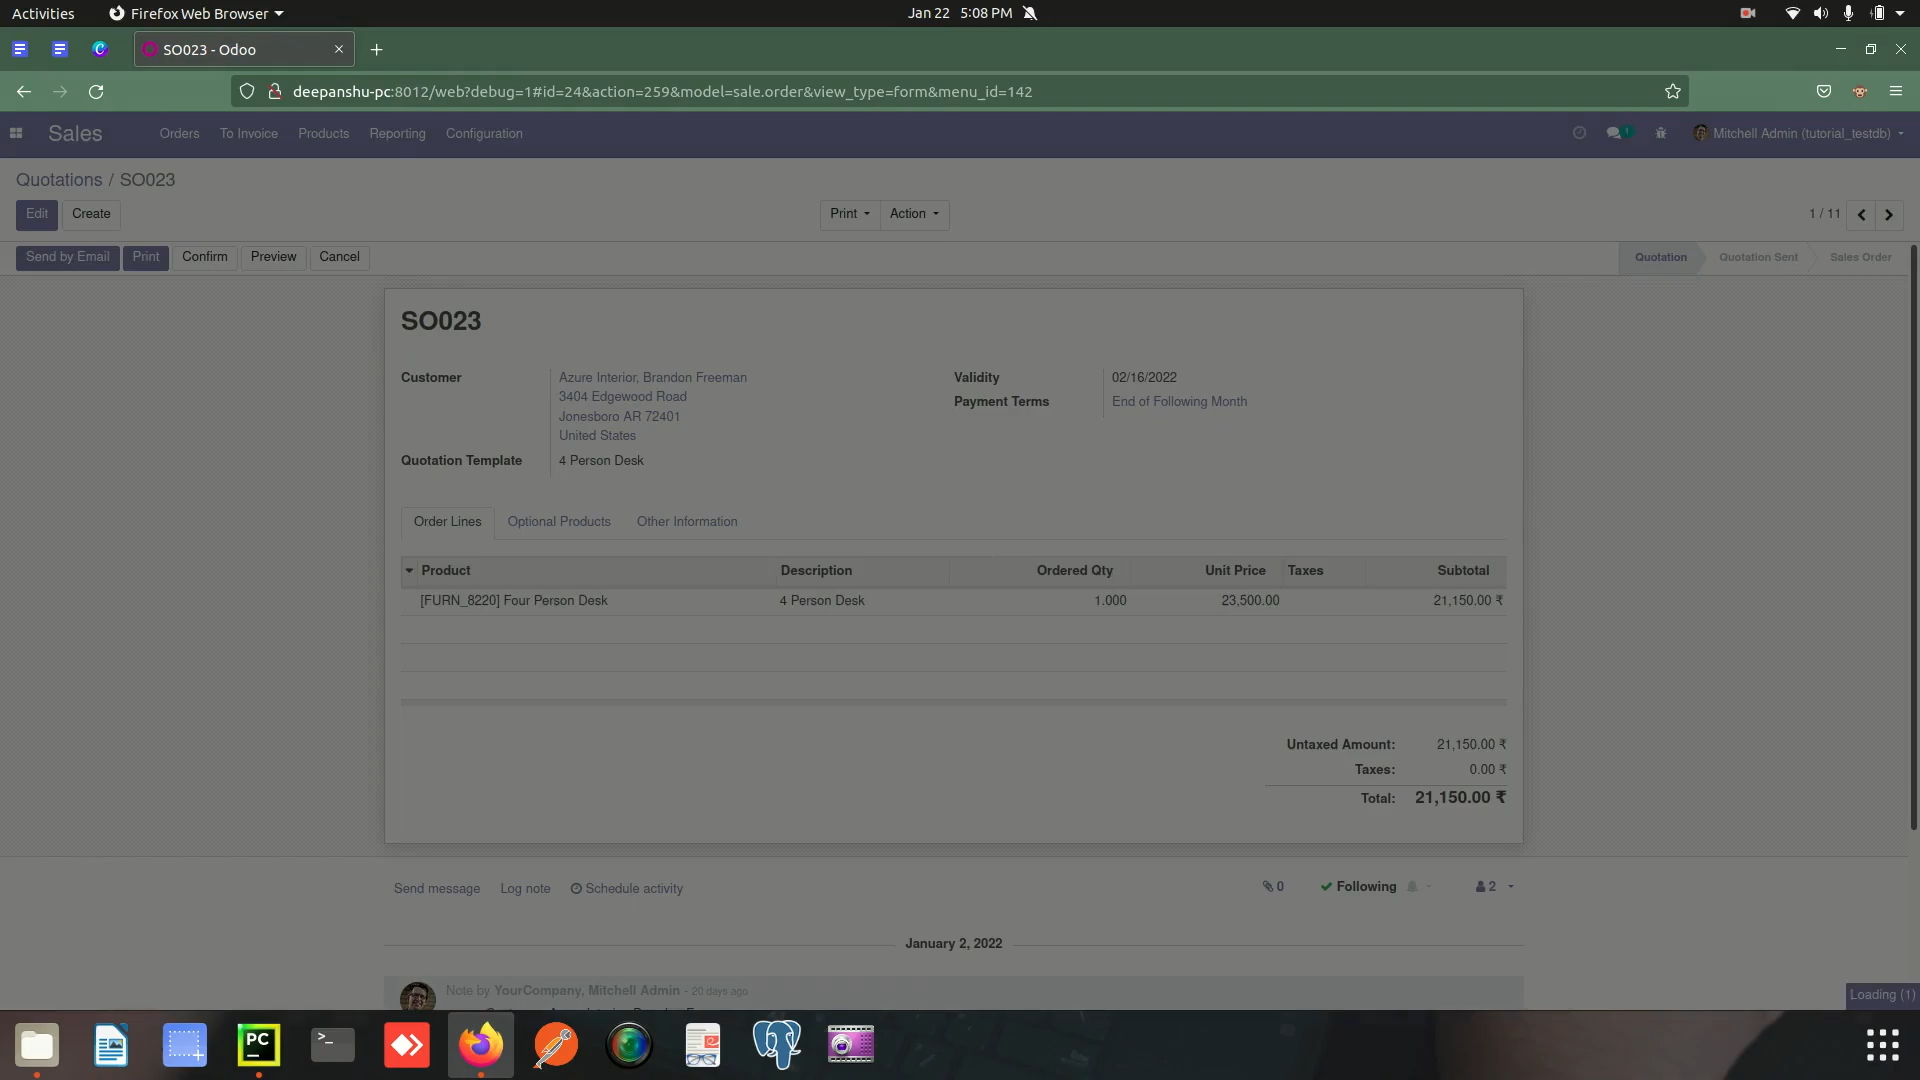 Activities Firefox Web Browser Jan 22 5:08 PM
SO023 - Odoo
deepanshu-pc:8012/web?debug=1#id=24&action=259&model=sale.order&view_type=form&menu_id=142
Sales Orders To Invoice Products Reporting Configuration 1 Mitchell Admin (tutorial_testdb)
Quotations / SO023
Edit Create Print Action 1 / 11
Send by Email Print Confirm Preview Cancel Quotation Quotation Sent Sales Order
SO023
Customer Azure Interior, Brandon Freeman Validity 02/16/2022
3404 Edgewood Road Payment Terms End of Following Month
Jonesboro AR 72401
United States
Quotation Template 4 Person Desk
Order Lines Optional Products Other Information
Product Description Ordered Qty Unit Price Taxes Subtotal
[FURN_8220] Four Person Desk 4 Person Desk 1.000 23,500.00 21,150.00 ₹
Untaxed Amount: 21,150.00 ₹
Taxes: 0.00 ₹
Total: 21,150.00 ₹
Send message Log note Schedule activity 0 Following 2
January 2, 2022
Note by YourCompany, Mitchell Admin - 20 days ago
Loading (1)
PC